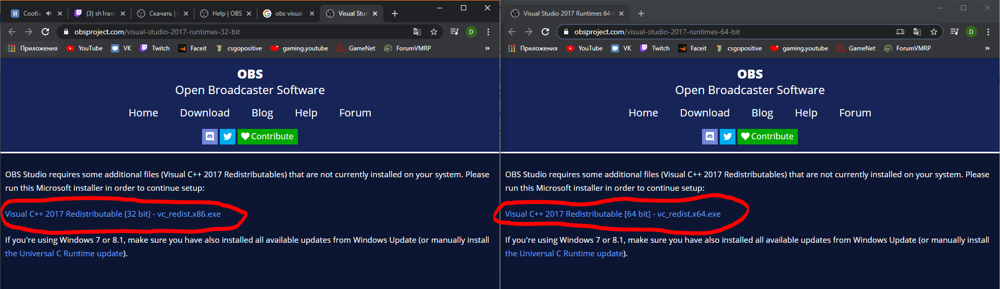 Сообщ
(3) sh1ram
Скачать | 
Help | OBS
obs visual
Visual Stud
obsproject.com/visual-studio-2017-runtimes-32-bit
D
Приложения
YouTube
VK
Twitch
Faceit
csgopositive
gaming.youtube
GameNet
ForumVMRP
»
OBS
Open Broadcaster Software
Home
Download
Blog
Help
Forum
Contribute
OBS Studio requires some additional files (Visual C++ 2017 Redistributables) that are not currently installed on your system. Please
run this Microsoft installer in order to continue setup:
Visual C++ 2017 Redistributable [32 bit] - vc_redist.x86.exe
If you're using Windows 7 or 8.1, make sure you have also installed all available updates from Windows Update (or manually install
the Universal C Runtime update).
Visual Studio 2017 Runtimes 64-b
obsproject.com/visual-studio-2017-runtimes-64-bit
D
Приложения
YouTube
VK
Twitch
Faceit
csgopositive
gaming.youtube
GameNet
ForumVMRP
»
OBS
Open Broadcaster Software
Home
Download
Blog
Help
Forum
Contribute
OBS Studio requires some additional files (Visual C++ 2017 Redistributables) that are not currently installed on your system. Please
run this Microsoft installer in order to continue setup:
Visual C++ 2017 Redistributable [64 bit] - vc_redist.x64.exe
If you're using Windows 7 or 8.1, make sure you have also installed all available updates from Windows Update (or manually install
the Universal C Runtime update).